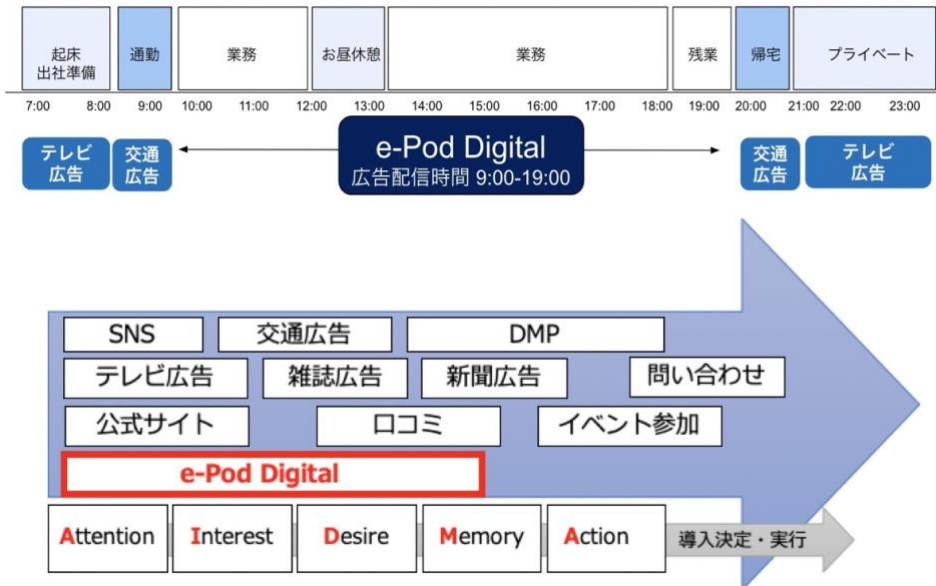 起床
出社準備
通勤
業務
お昼休憩
業務
残業
帰宅
プライベート
7:00
8:00
9:00
10:00
11:00
12:00
13:00
14:00
15:00
16:00
17:00
18:00
19:00
20:00
21:00
22:00
23:00
テレビ
広告
交通
広告
e-Pod Digital
広告配信時間 9:00-19:00
交通
広告
テレビ
広告
SNS
交通広告
DMP
テレビ広告
雑誌広告
新聞広告
問い合わせ
公式サイト
口コミ
イベント参加
e-Pod Digital
Attention
Interest
Desire
Memory
Action
導入決定・実行